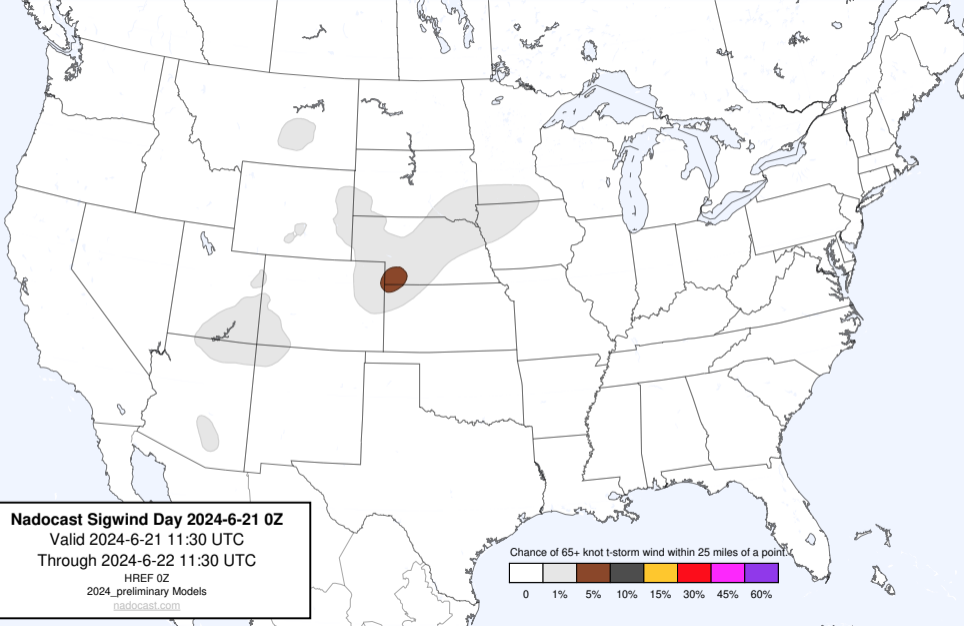 Nadocast Sigwind Day 2024-6-21 0Z
Valid 2024-6-21 11:30 UTC
Through 2024-6-22 11:30 UTC
HREF 0Z
2024_preliminary Models
nadocast.com
Chance of 65+ knot t-storm wind within 25 miles of a point.
0 1% 5% 10% 15% 30% 45% 60%